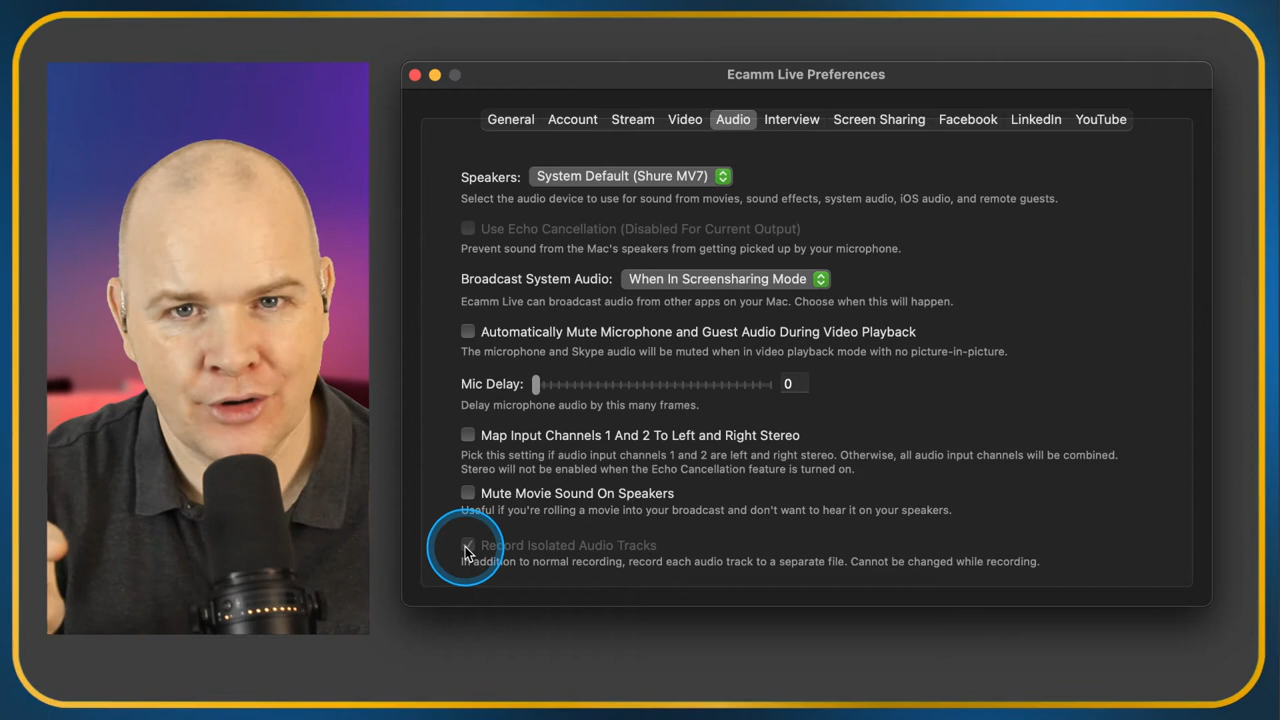 Ecamm Live Preferences
General Account Stream Video Audio Interview Screen Sharing Facebook LinkedIn YouTube
Speakers: System Default (Shure MV7)
Select the audio device to use for sound from movies, sound effects, system audio, iOS audio, and remote guests.
Use Echo Cancellation (Disabled For Current Output)
Prevent sound from the Mac's speakers from getting picked up by your microphone.
Broadcast System Audio: When In Screensharing Mode
Ecamm Live can broadcast audio from other apps on your Mac. Choose when this will happen.
Automatically Mute Microphone and Guest Audio During Video Playback
The microphone and Skype audio will be muted when in video playback mode with no picture-in-picture.
Mic Delay: 0
Delay microphone audio by this many frames.
Map Input Channels 1 And 2 To Left and Right Stereo
Pick this setting if audio input channels 1 and 2 are left and right stereo. Otherwise, all audio input channels will be combined.
Stereo will not be enabled when the Echo Cancellation feature is turned on.
Mute Movie Sound On Speakers
Useful if you're rolling a movie into your broadcast and don't want to hear it on your speakers.
Record Isolated Audio Tracks
In addition to normal recording, record each audio track to a separate file. Cannot be changed while recording.